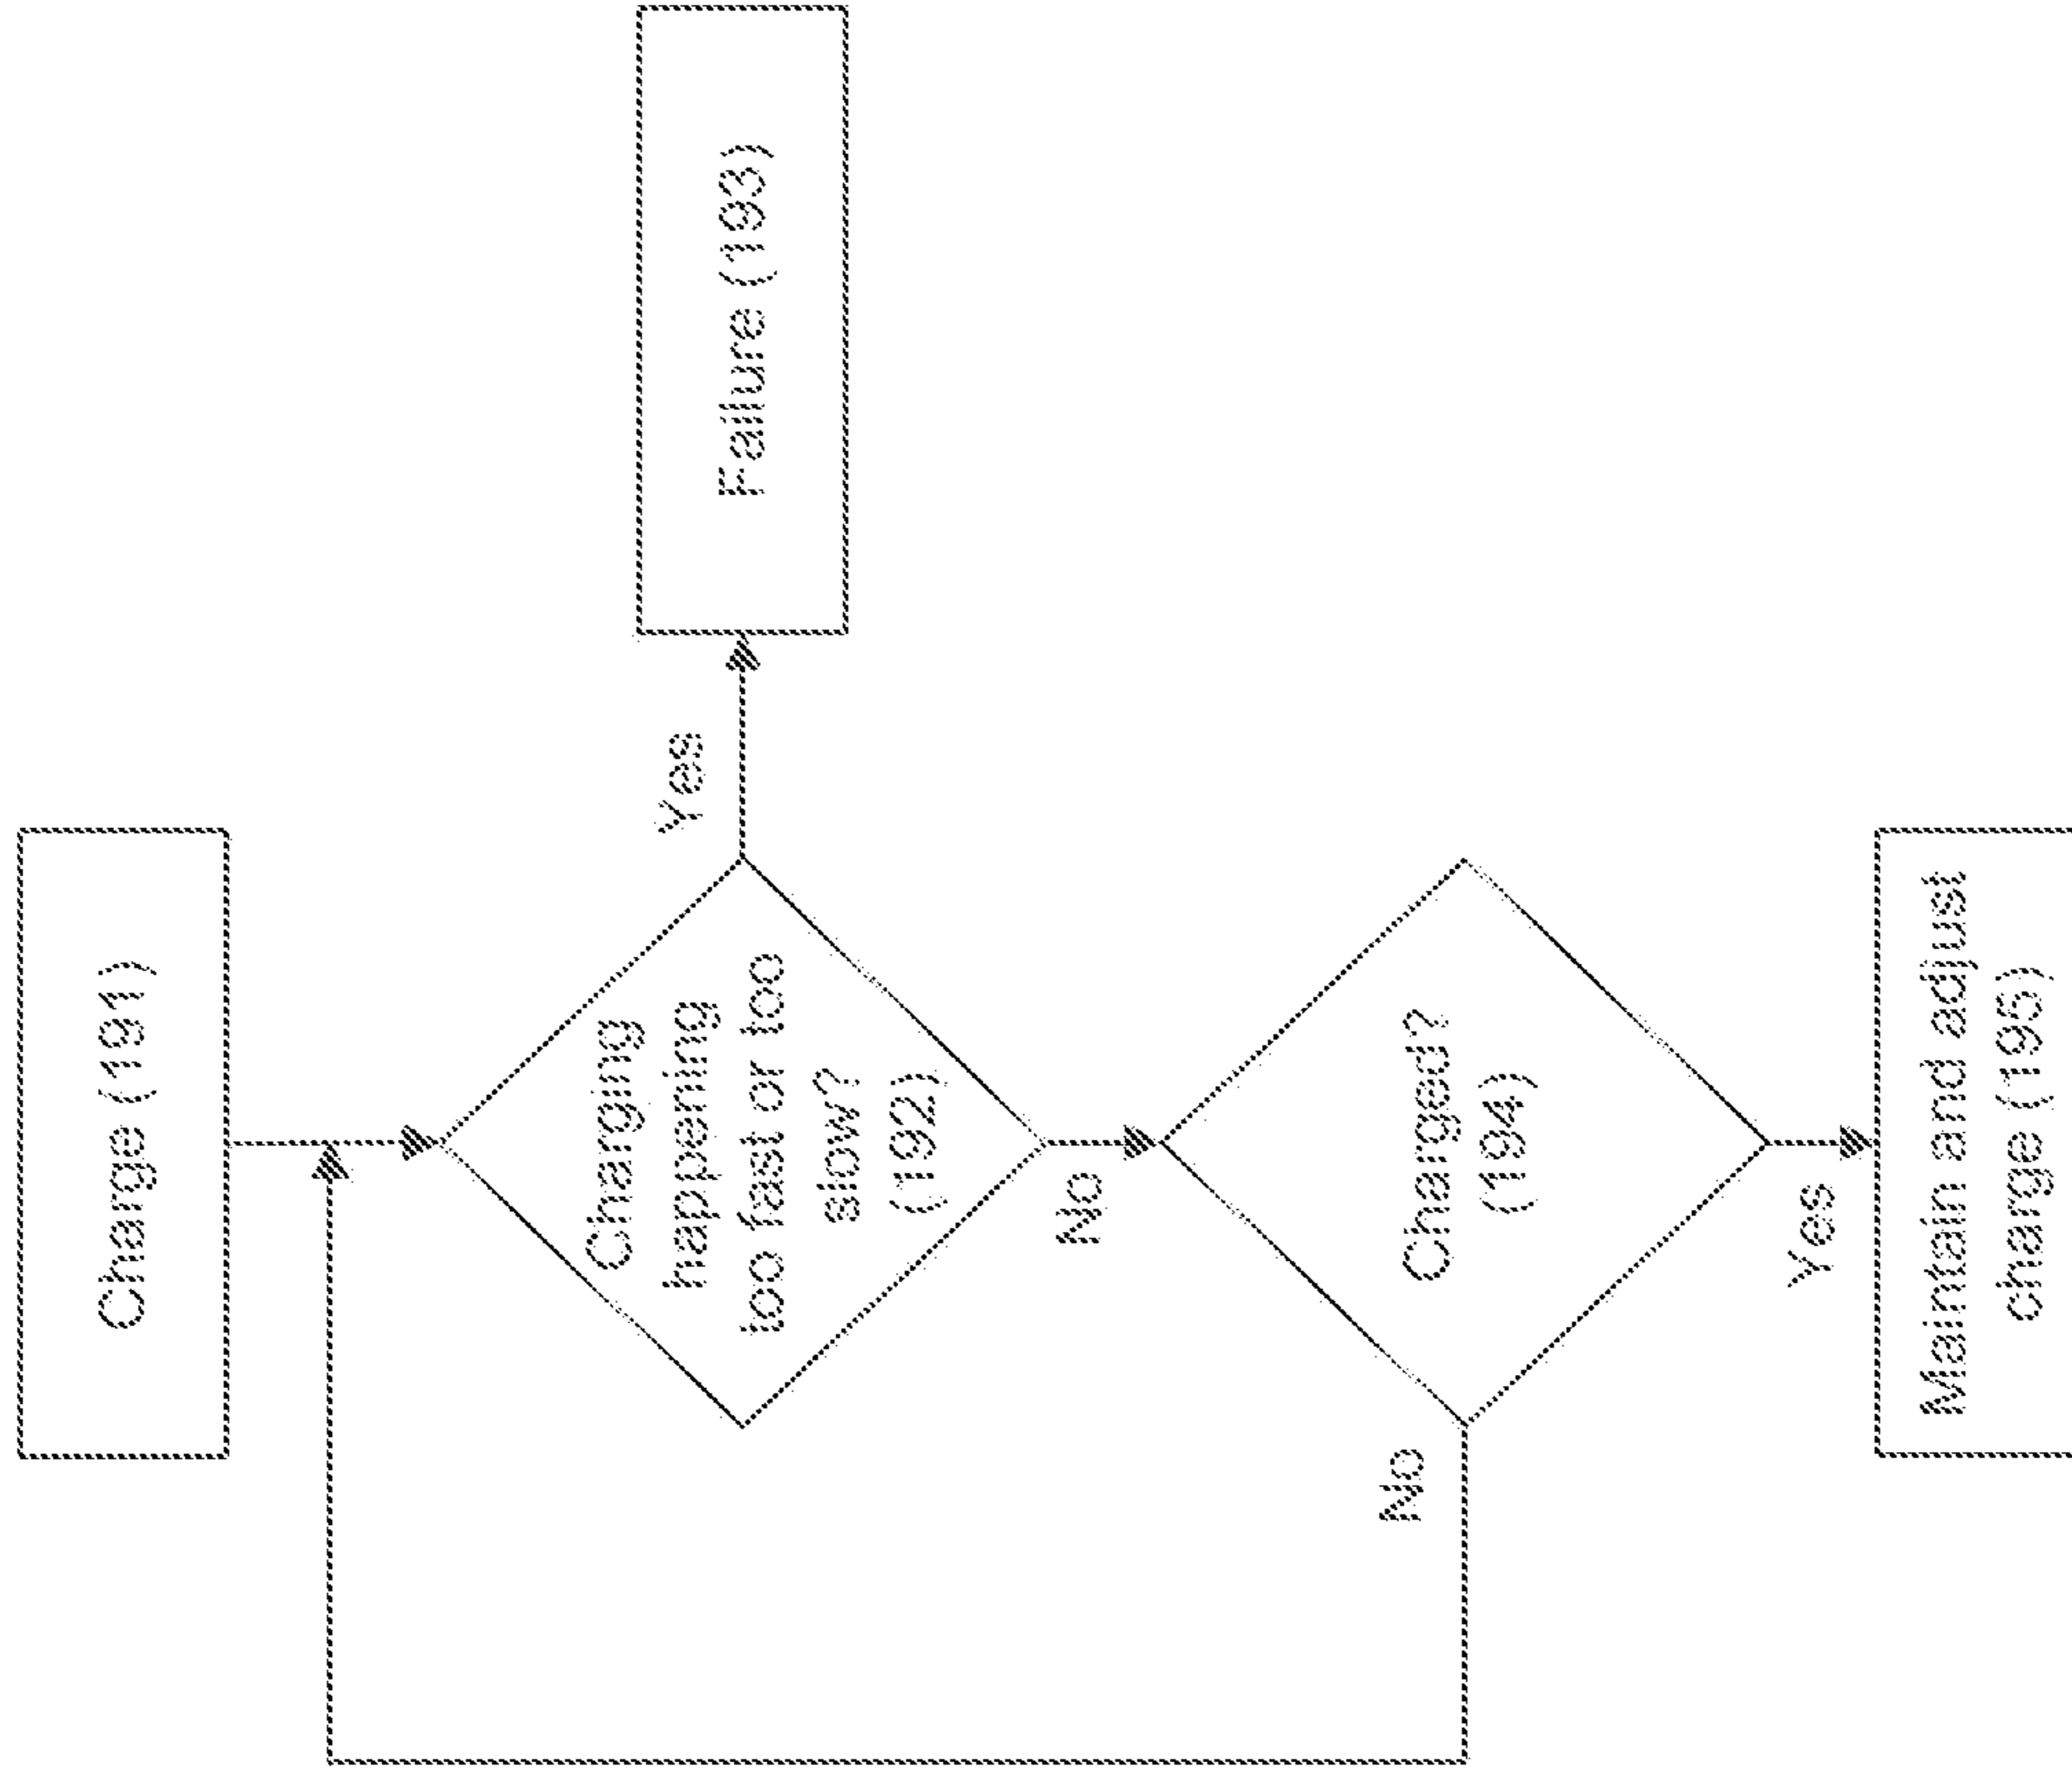 Charge (191)
Charging
happening
too fast or too
slow?
(192)
Yes
Failure (193)
No
Charged?
(194)
No
Yes
Maintain and adjust
charge (195)